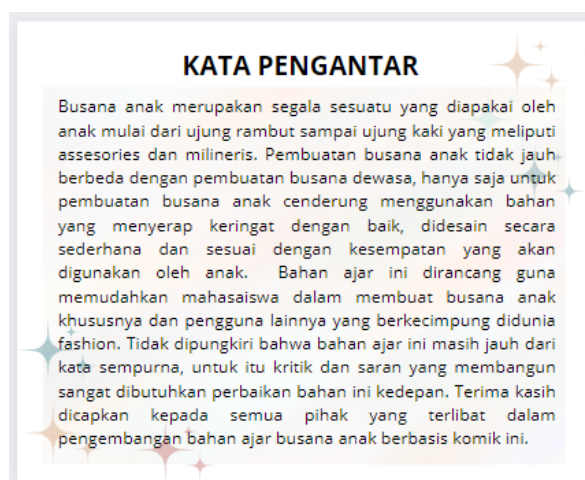 KATA PENGANTAR
Busana anak merupakan segala sesuatu yang diapakai oleh
anak mulai dari ujung rambut sampai ujung kaki yang meliputi
assesories dan milineris. Pembuatan busana anak tidak jauh
berbeda dengan pembuatan busana dewasa, hanya saja untuk
pembuatan busana anak cenderung menggunakan bahan
yang menyerap keringat dengan baik, didesain secara
sederhana dan sesuai dengan kesempatan yang akan
digunakan oleh anak. Bahan ajar ini dirancang guna
memudahkan mahasaiswa dalam membuat busana anak
khususnya dan pengguna lainnya yang berkecimpung didunia
fashion. Tidak dipungkiri bahwa bahan ajar ini masih jauh dari
kata sempurna, untuk itu kritik dan saran yang membangun
sangat dibutuhkan perbaikan bahan ini kedepan. Terima kasih
dicapkan kepada semua pihak yang terlibat dalam
pengembangan bahan ajar busana anak berbasis komik ini.